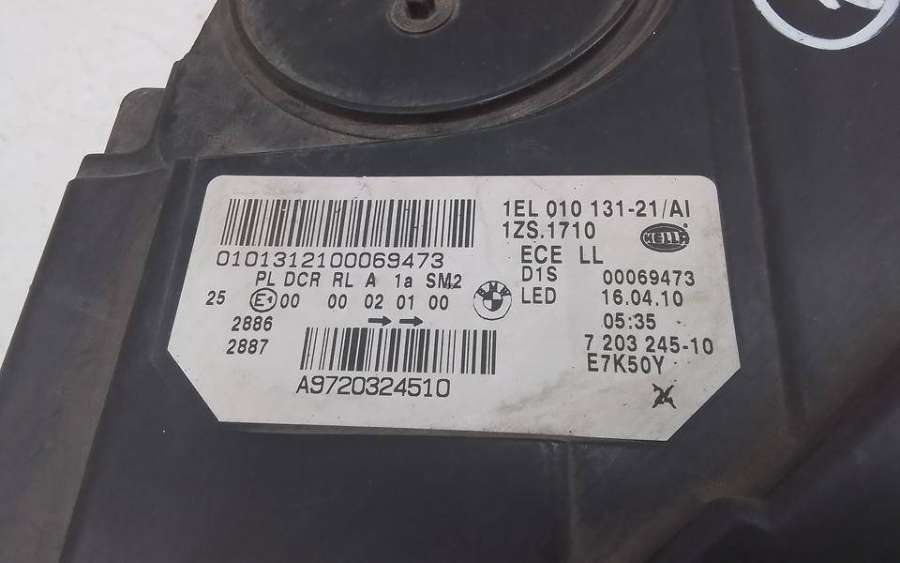 1EL 010 131-21/AI
1ZS.1710
HELLA
0101312100069473
ECE LL
PL DCR RL A 1a SM2
D1S 00069473
25 E1 00 00 02 01 00
BMW
LED 16.04.10
2886
05:35
2887
7 203 245-10
E7K50Y
A9720324510